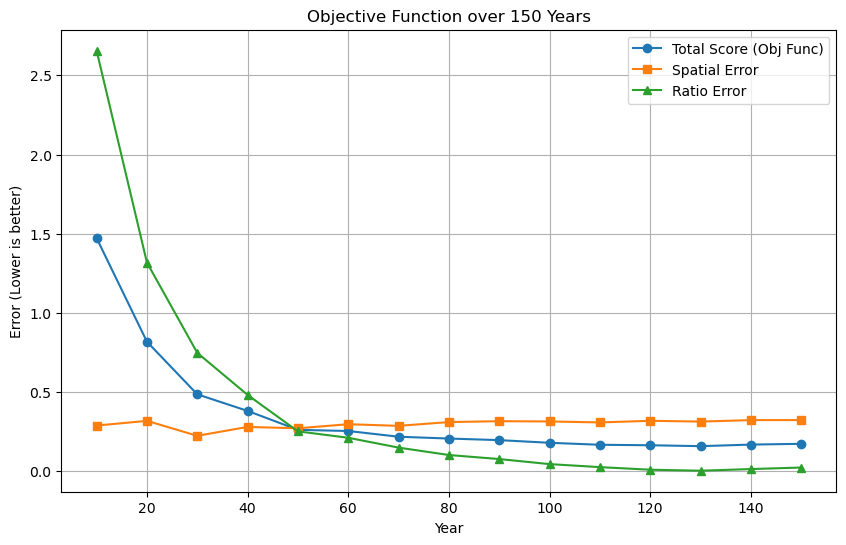 Objective Function over 150 Years
Total Score (Obj Func)
Spatial Error
Ratio Error
Error (Lower is better)
2.5
2.0
1.5
1.0
0.5
0.0
20 40 60 80 100 120 140
Year